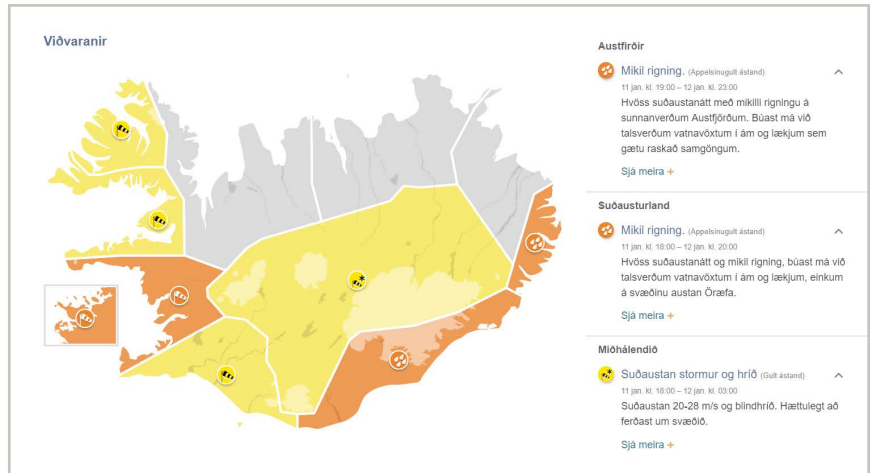 Viðvaranir
Austfirðir
Mikil rigning. (Appelsínugult ástand)
11 jan. kl. 19:00 – 12 jan. kl. 23:00
Hvöss suðaustanátt með mikilli rigningu á
sunnanverðum Austfjörðum. Búast má við
talsverðum vatnavöxtum í ám og lækjum sem
gætu raskað samgöngum.
Sjá meira +
Suðausturland
Mikil rigning. (Appelsínugult ástand)
11 jan. kl. 18:00 – 12 jan. kl. 20:00
Hvöss suðaustanátt og mikil rigning, búast má við
talsverðum vatnavöxtum í ám og lækjum, einkum
á svæðinu austan Öræfa.
Sjá meira +
Miðhálendið
Suðaustan stormur og hríð (Gult ástand)
11 jan. kl. 18:00 – 12 jan. kl. 03:00
Suðaustan 20-28 m/s og blindhríð. Hættulegt að
ferðast um svæðið.
Sjá meira +